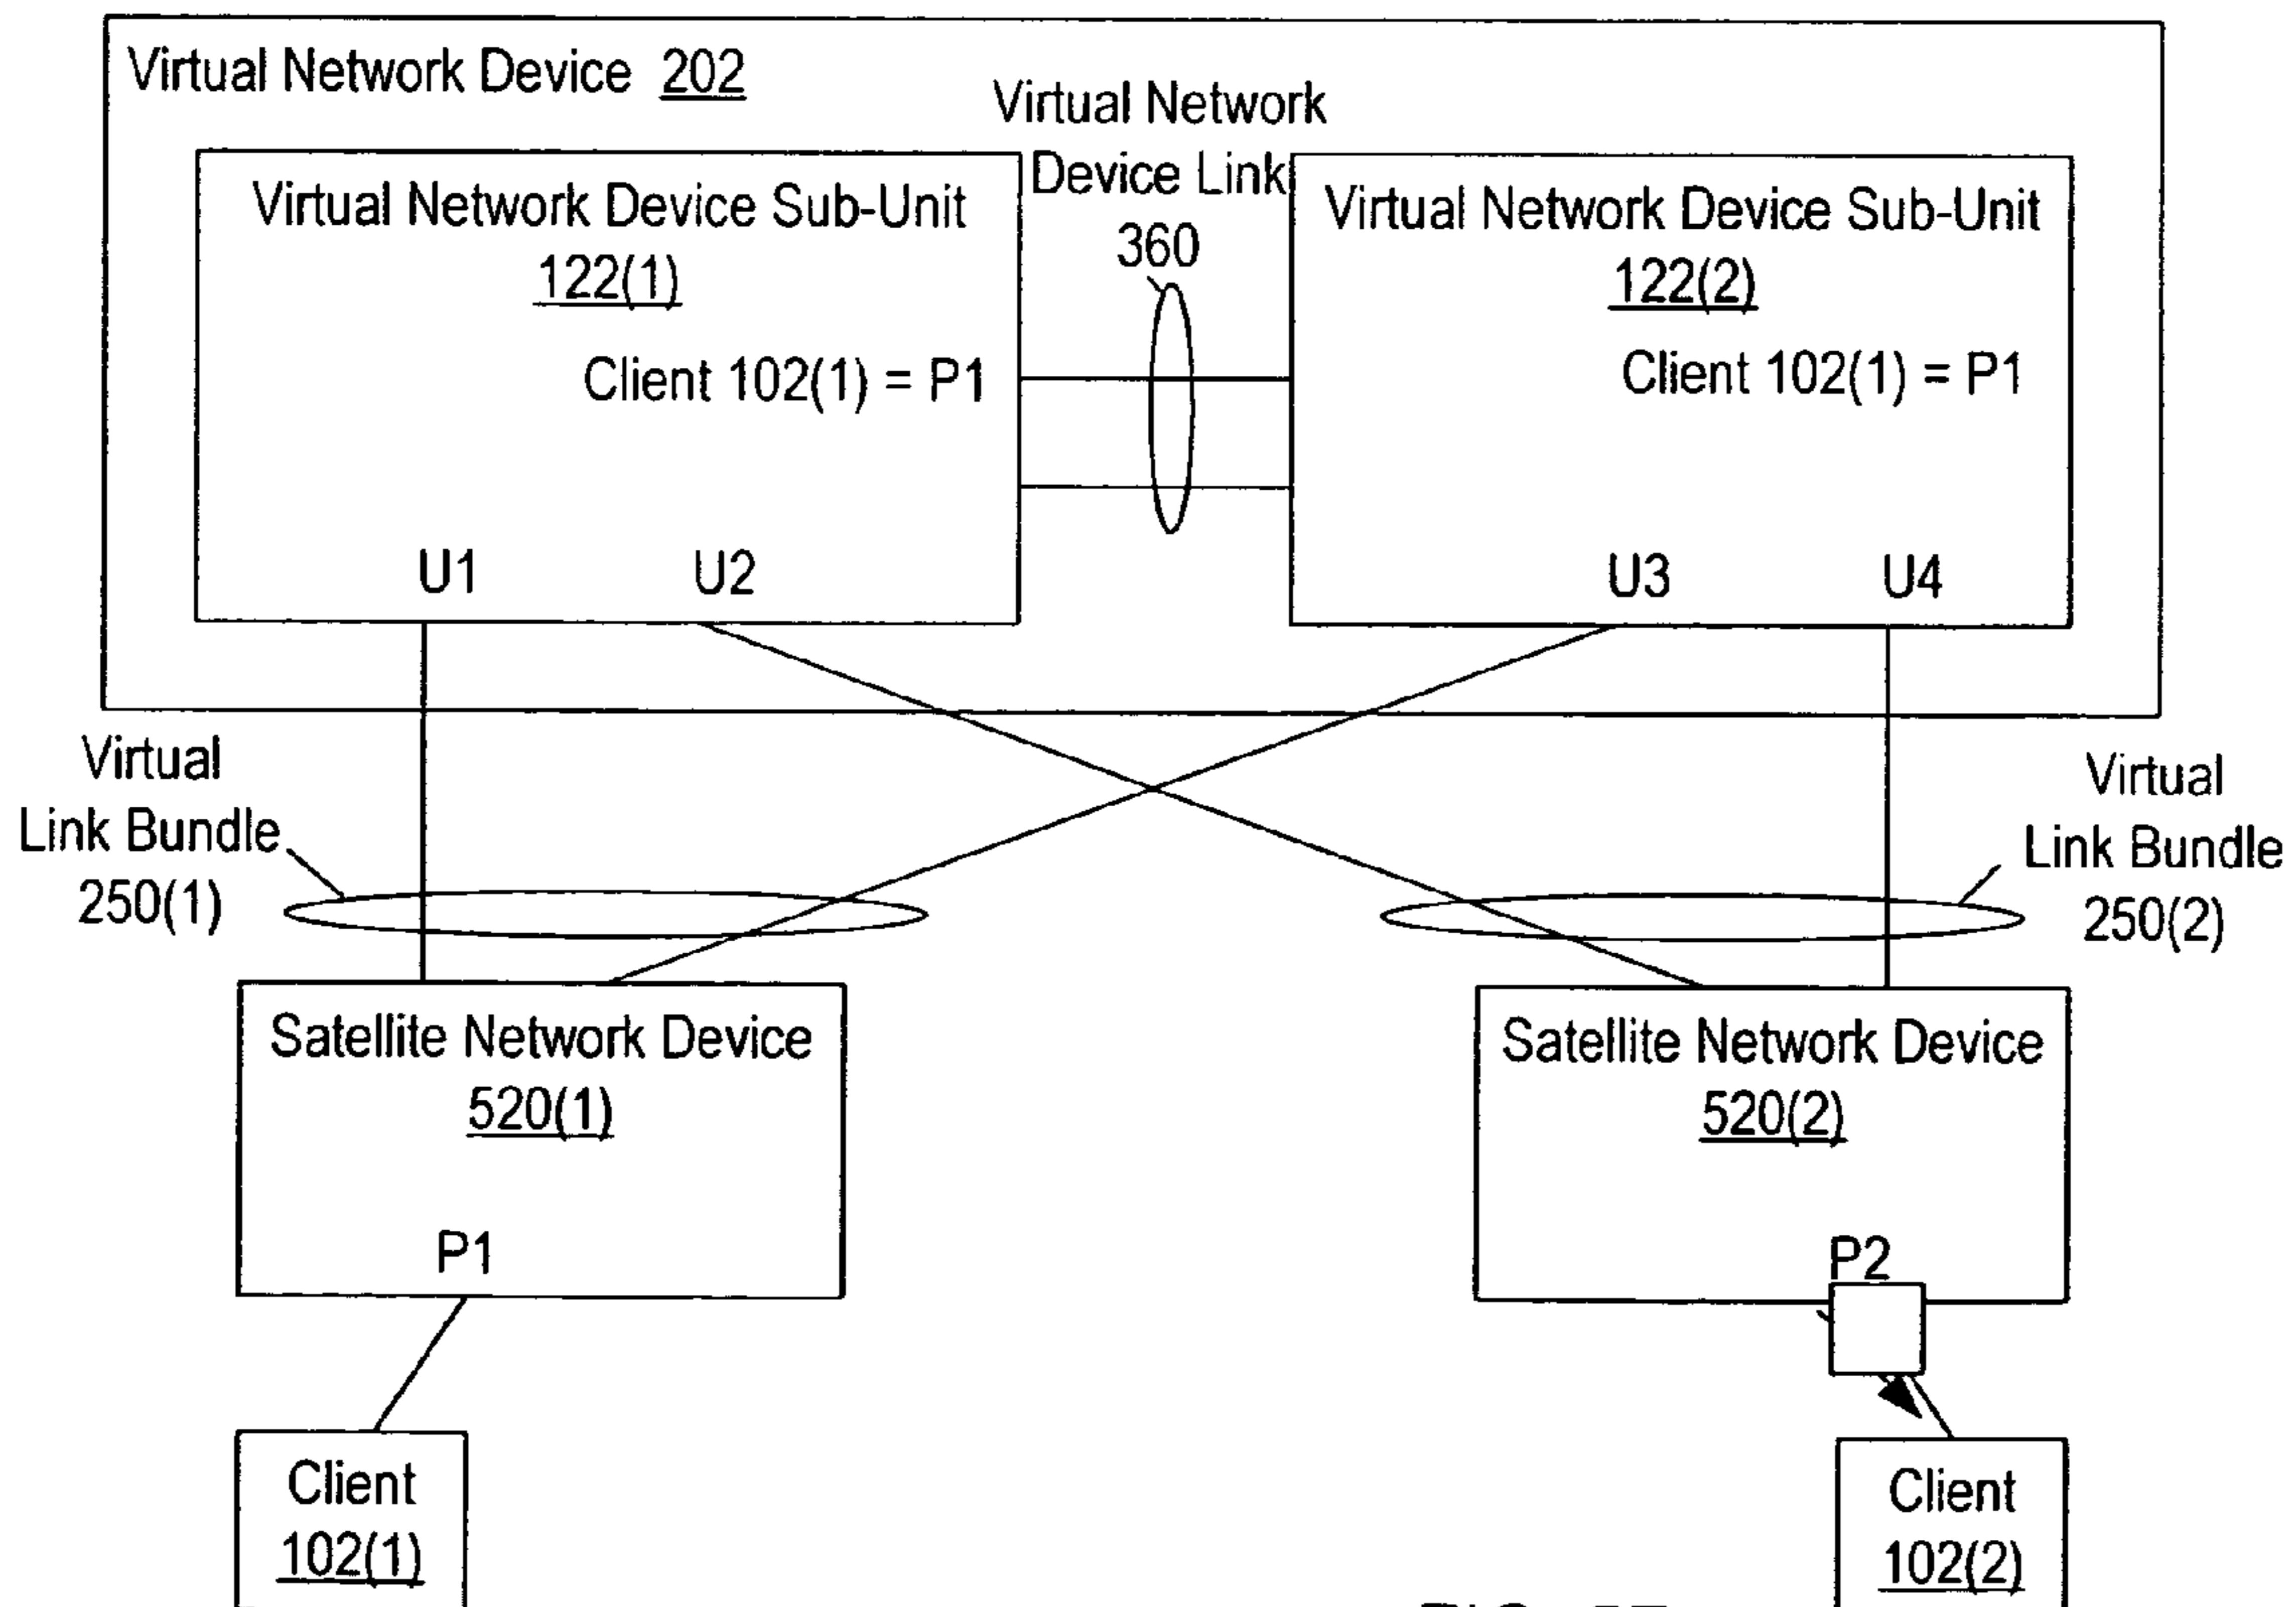 Virtual Network Device 202
Virtual Network
Device Link
360
Virtual Network Device Sub-Unit
122(1)
Client 102(1) = P1
U1
U2
Virtual Network Device Sub-Unit
122(2)
Client 102(1) = P1
U3
U4
Virtual
Link Bundle
250(1)
Virtual
Link Bundle
250(2)
Satellite Network Device
520(1)
P1
Satellite Network Device
520(2)
P2
Client
102(1)
Client
102(2)